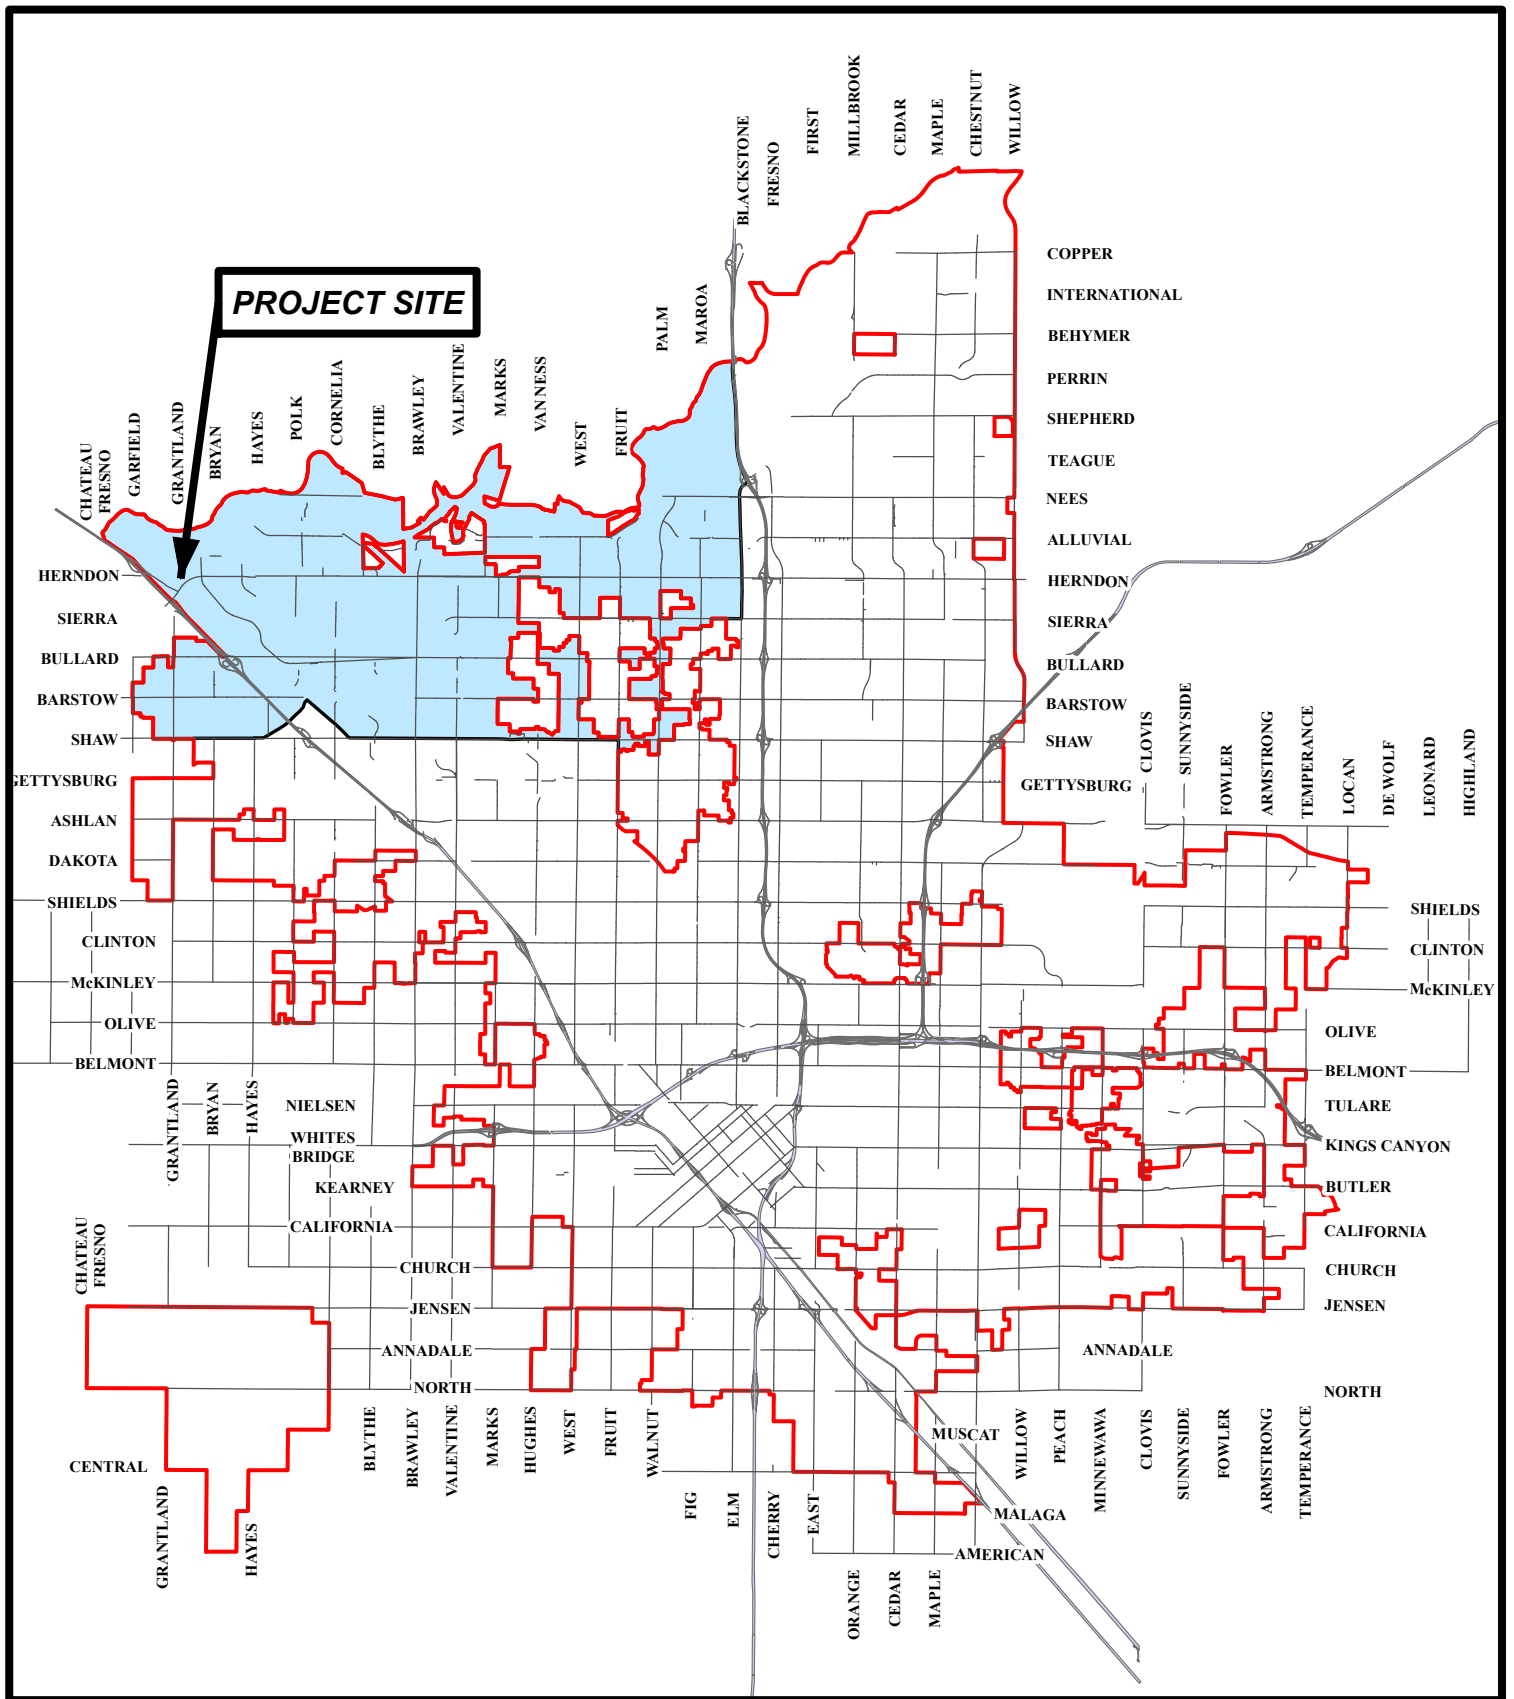 MILLBROOK
CEDAR
MAPLE
CHESTNUT
WILLOW
FIRST
BLACKSTONE
FRESNO
COPPER
INTERNATIONAL
BEHYMER
PERRIN
SHEPHERD
TEAGUE
NEES
ALLUVIAL
HERNDON
SIERRA
BULLARD
BARSTOW
SHAW
GETTYSBURG
PROJECT SITE
CHATEAU
FRESNO
GARFIELD
GRANTLAND
BRYAN
HAYES
POLK
CORNELIA
BLYTHE
BRAWLEY
VALENTINE
MARKS
VAN NESS
WEST
FRUIT
PALM
MAROA
HERNDON
SIERRA
BULLARD
BARSTOW
SHAW
GETTYSBURG
ASHLAN
DAKOTA
SHIELDS
CLINTON
McKINLEY
OLIVE
BELMONT
CLOVIS
SUNNYSIDE
FOWLER
ARMSTRONG
TEMPERANCE
LOCAN
DE WOLF
LEONARD
HIGHLAND
SHIELDS
CLINTON
McKINLEY
OLIVE
BELMONT
TULARE
KINGS CANYON
BUTLER
CALIFORNIA
CHURCH
JENSEN
ANNADALE
NORTH
GRANTLAND
BRYAN
HAYES
NIELSEN
WHITES
BRIDGE
KEARNEY
CALIFORNIA
CHURCH
JENSEN
ANNADALE
NORTH
CHATEAU
FRESNO
CENTRAL
GRANTLAND
HAYES
BLYTHE
BRAWLEY
VALENTINE
MARKS
HUGHES
WEST
FRUIT
WALNUT
FIG
ELM
CHERRY
EAST
ORANGE
CEDAR
MAPLE
MUSCAT
MALAGA
AMERICAN
WILLOW
PEACH
MINNEWAWA
CLOVIS
SUNNYSIDE
FOWLER
ARMSTRONG
TEMPERANCE